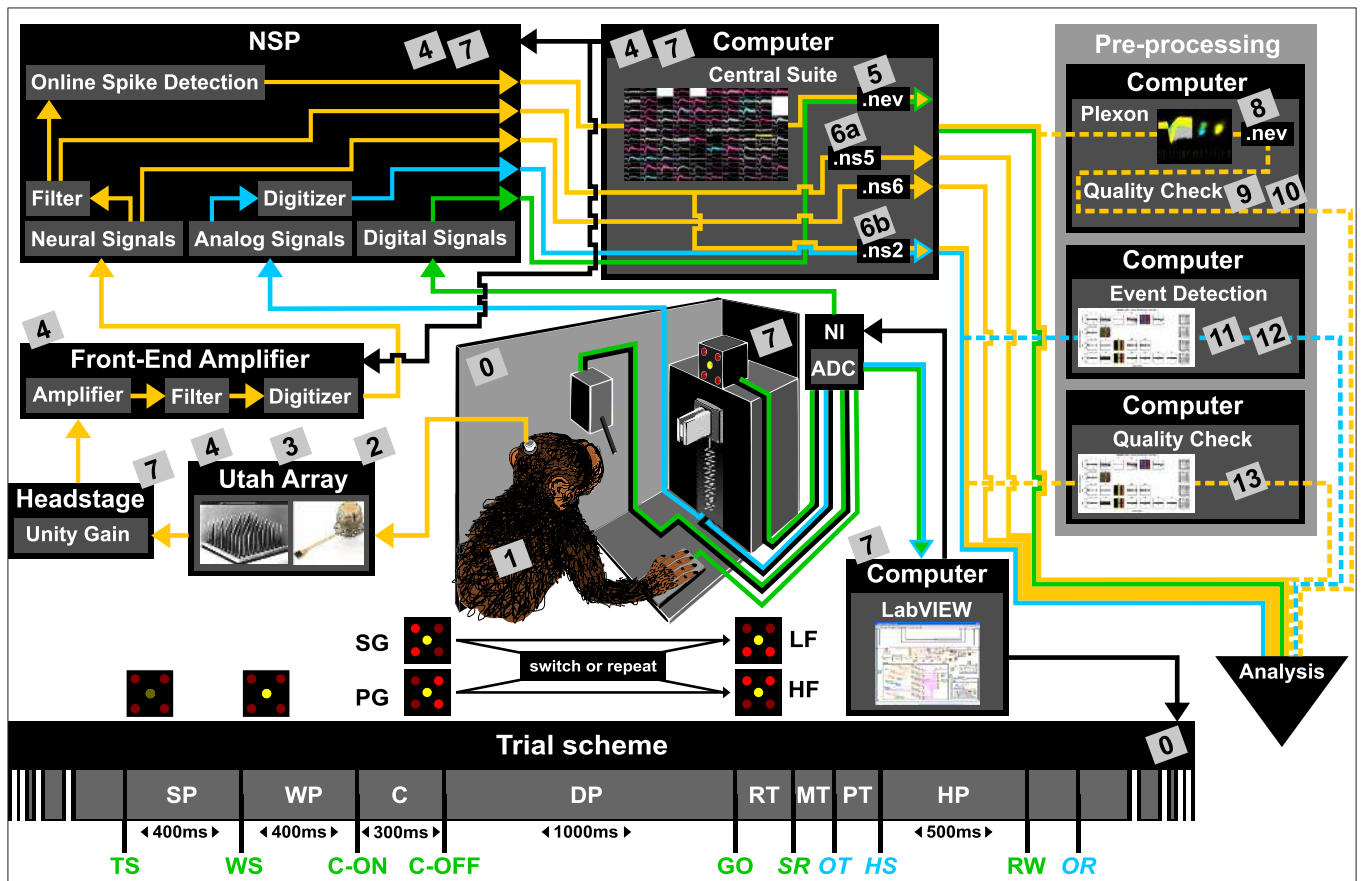 NSP
4 7
Online Spike Detection
Filter
Digitizer
Neural Signals
Analog Signals
Digital Signals
Computer
4 7
Central Suite
5
.nev
6a
.ns5
.ns6
6b
.ns2
Pre-processing
Computer
Plexon
8
.nev
Quality Check
9 10
Computer
Event Detection
11 12
Computer
Quality Check
13
4
Front-End Amplifier
Amplifier
Filter
Digitizer
0
7
NI
ADC
1
4 3 2
Utah Array
7
Headstage
Unity Gain
7
Computer
LabVIEW
SG
LF
switch or repeat
PG
HF
Analysis
Trial scheme
0
SP WP C DP RT MT PT HP
400ms 400ms 300ms 1000ms 500ms
TS WS C-ON C-OFF GO SR OT HS RW OR